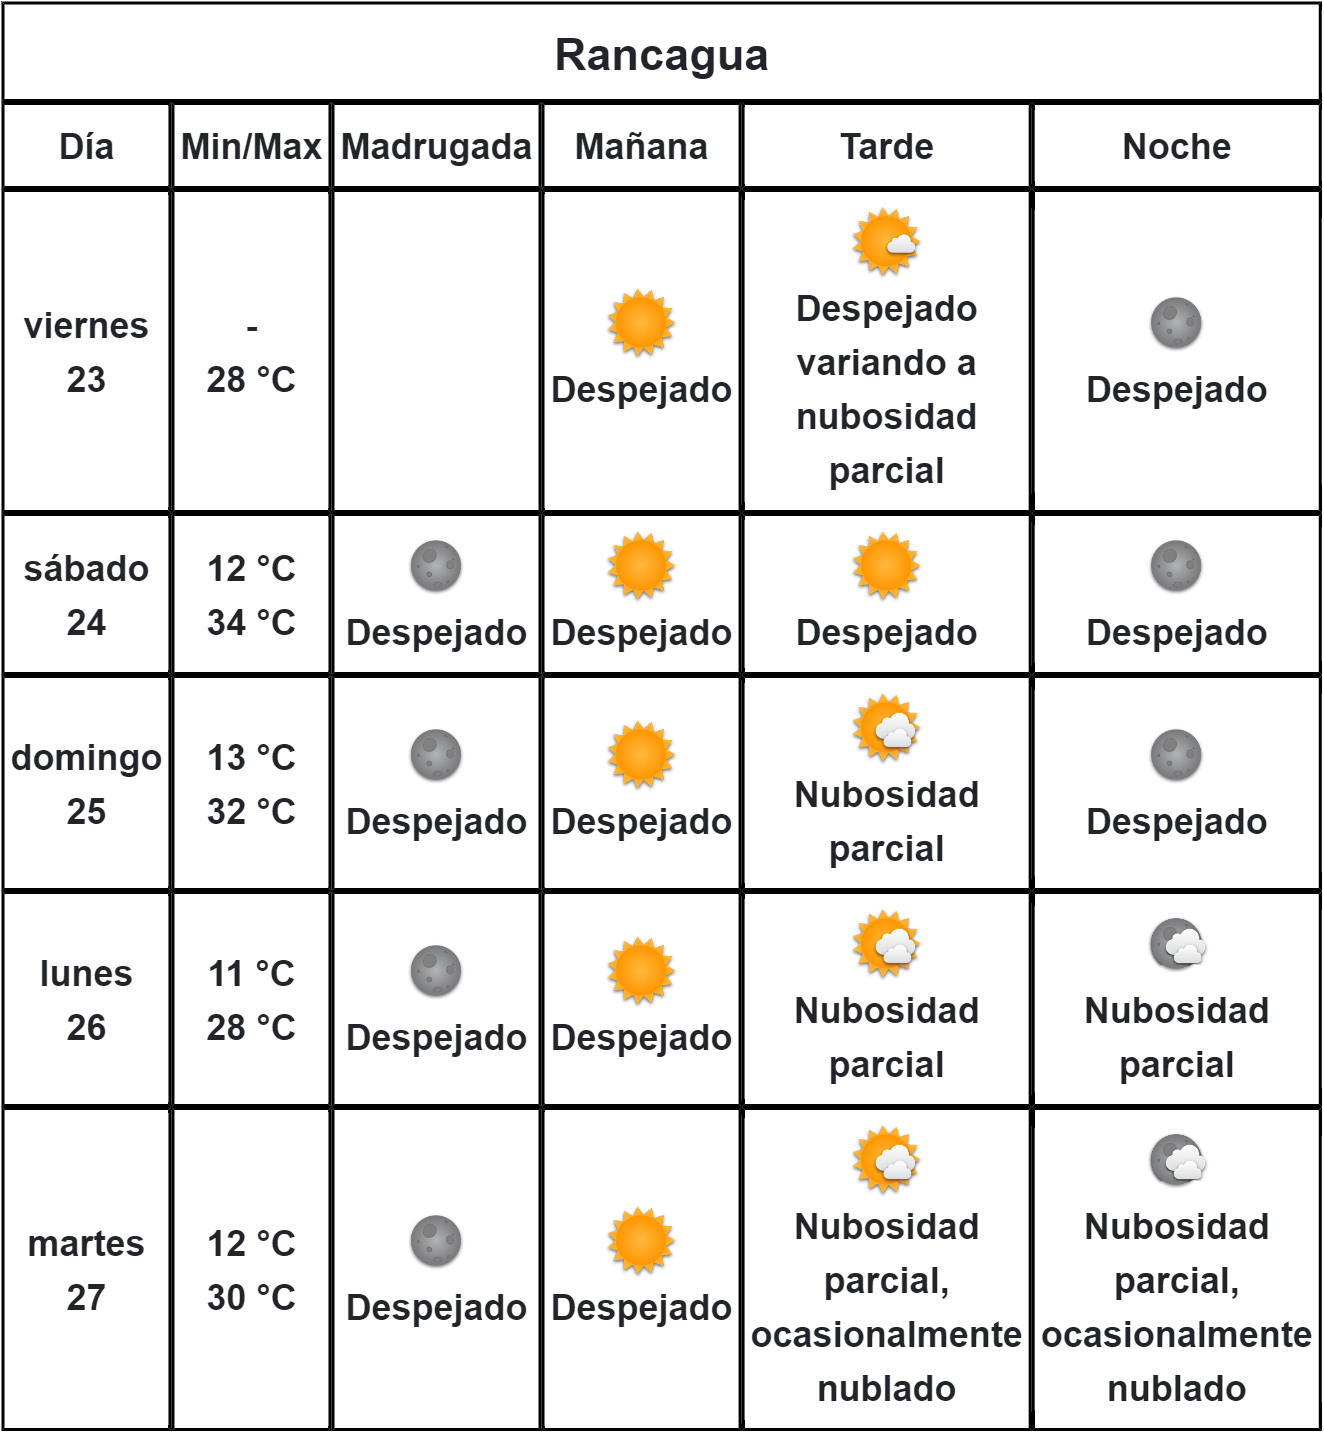 Rancagua
Día Min/Max Madrugada Mañana Tarde Noche
viernes
23
-
28 °C
Despejado
Despejado
variando a
nubosidad
parcial
Despejado
sábado
24
12 °C
34 °C
Despejado
Despejado
Despejado
Despejado
domingo
25
13 °C
32 °C
Despejado
Despejado
Nubosidad
parcial
Despejado
lunes
26
11 °C
28 °C
Despejado
Despejado
Nubosidad
parcial
Nubosidad
parcial
martes
27
12 °C
30 °C
Despejado
Despejado
Nubosidad
parcial,
ocasionalmente
nublado
Nubosidad
parcial,
ocasionalmente
nublado